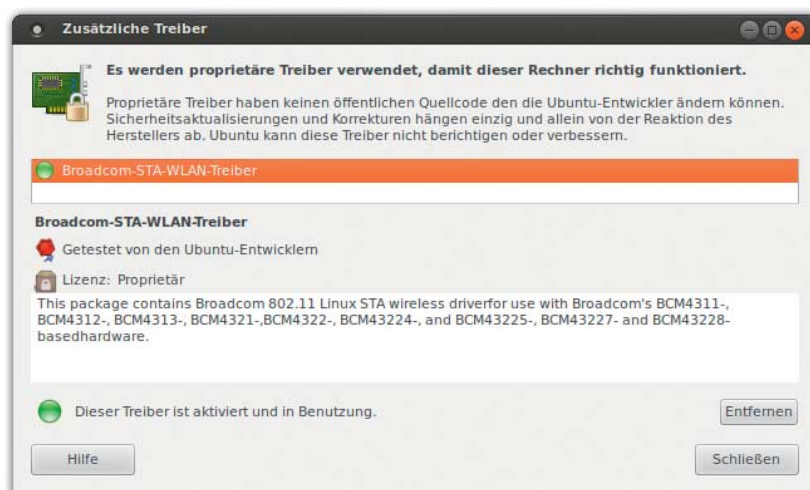 Zusätzliche Treiber
Es werden proprietäre Treiber verwendet, damit dieser Rechner richtig funktioniert.
Proprietäre Treiber haben keinen öffentlichen Quellcode den die Ubuntu-Entwickler ändern können.
Sicherheitsaktualisierungen und Korrekturen hängen einzig und allein von der Reaktion des
Herstellers ab. Ubuntu kann diese Treiber nicht berichtigen oder verbessern.
Broadcom-STA-WLAN-Treiber
Broadcom-STA-WLAN-Treiber
Getestet von den Ubuntu-Entwicklern
Lizenz: Proprietär
This package contains Broadcom 802.11 Linux STA wireless driverfor use with Broadcom's BCM4311-,
BCM4312-, BCM4313-, BCM4321-,BCM4322-, BCM43224-, and BCM43225-, BCM43227- and BCM43228-
basedhardware.
Dieser Treiber ist aktiviert und in Benutzung.
Entfernen
Hilfe
Schließen